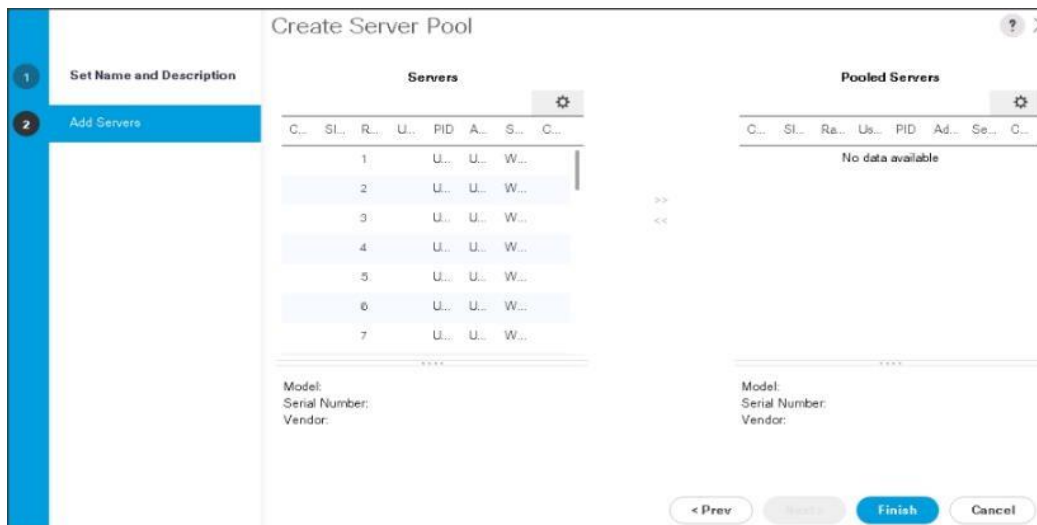 Create Server Pool
?
1 Set Name and Description
2 Add Servers
Servers
C... Sl... R... U... PID A... S... C...
1 U... U... W...
2 U... U... W...
3 U... U... W...
4 U... U... W...
5 U... U... W...
6 U... U... W...
7 U... U... W...
Model:
Serial Number:
Vendor:
>>
<<
Pooled Servers
C... Sl... Ra... Us... PID Ad... Se... C...
No data available
Model:
Serial Number:
Vendor:
< Prev
Finish
Cancel